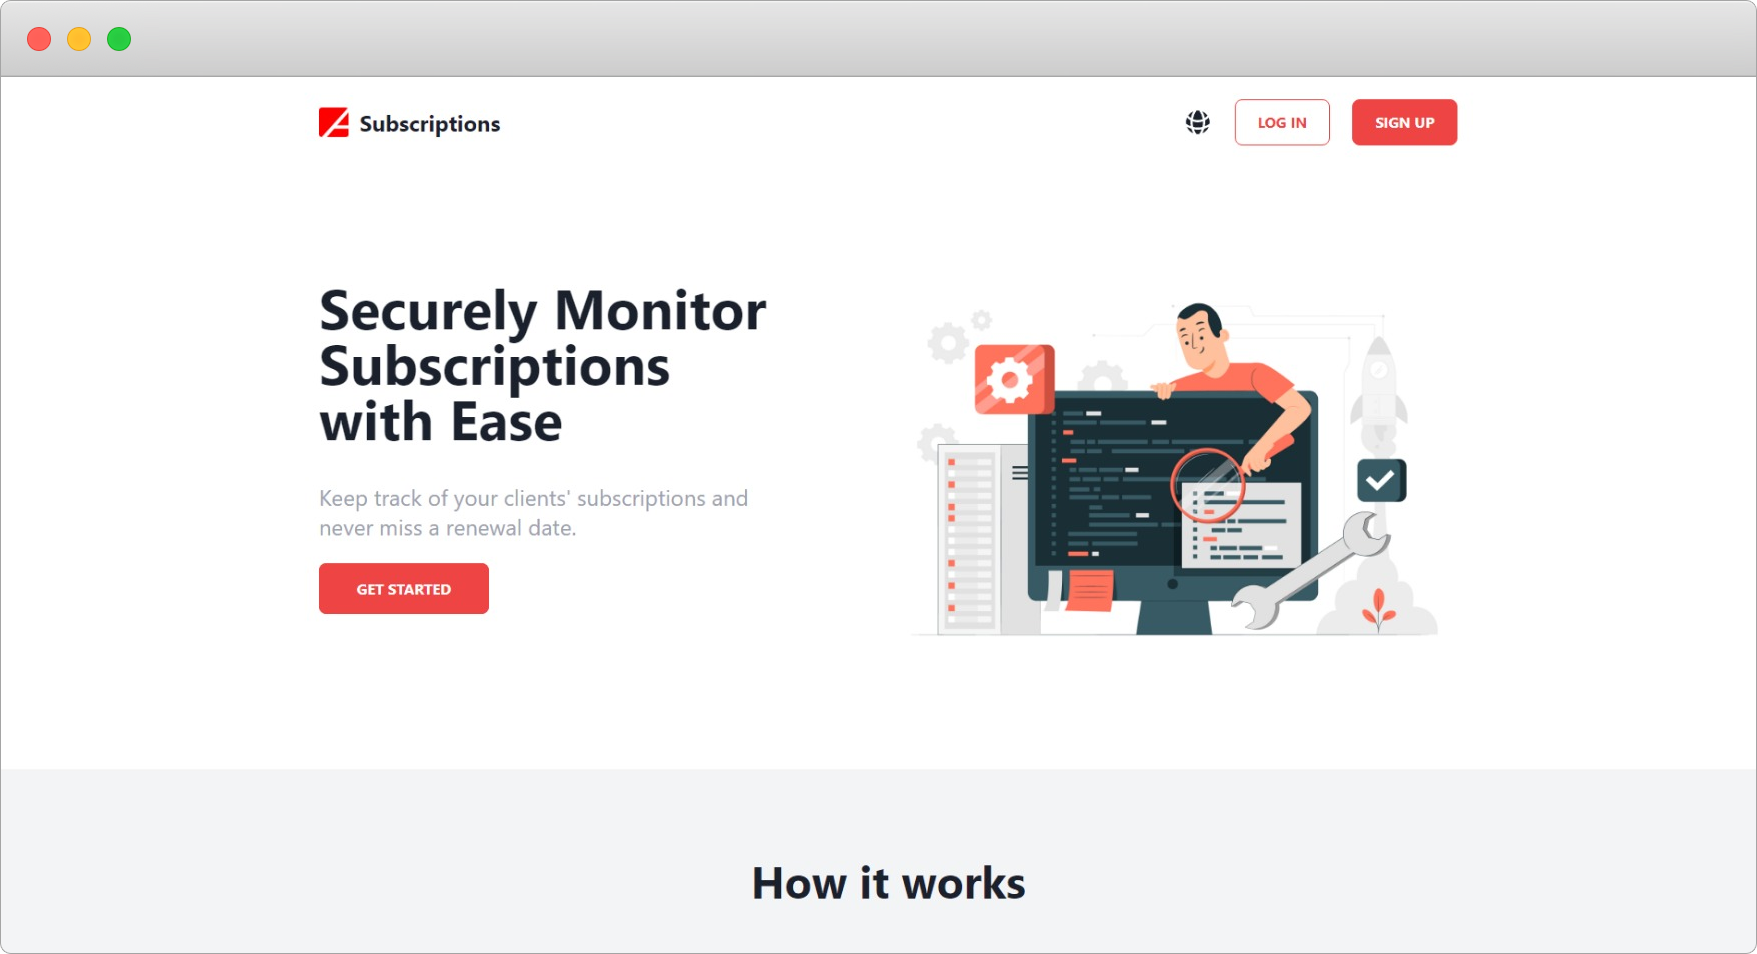 Subscriptions
LOG IN
SIGN UP
Securely Monitor
Subscriptions
with Ease
Keep track of your clients' subscriptions and
never miss a renewal date.
GET STARTED
How it works